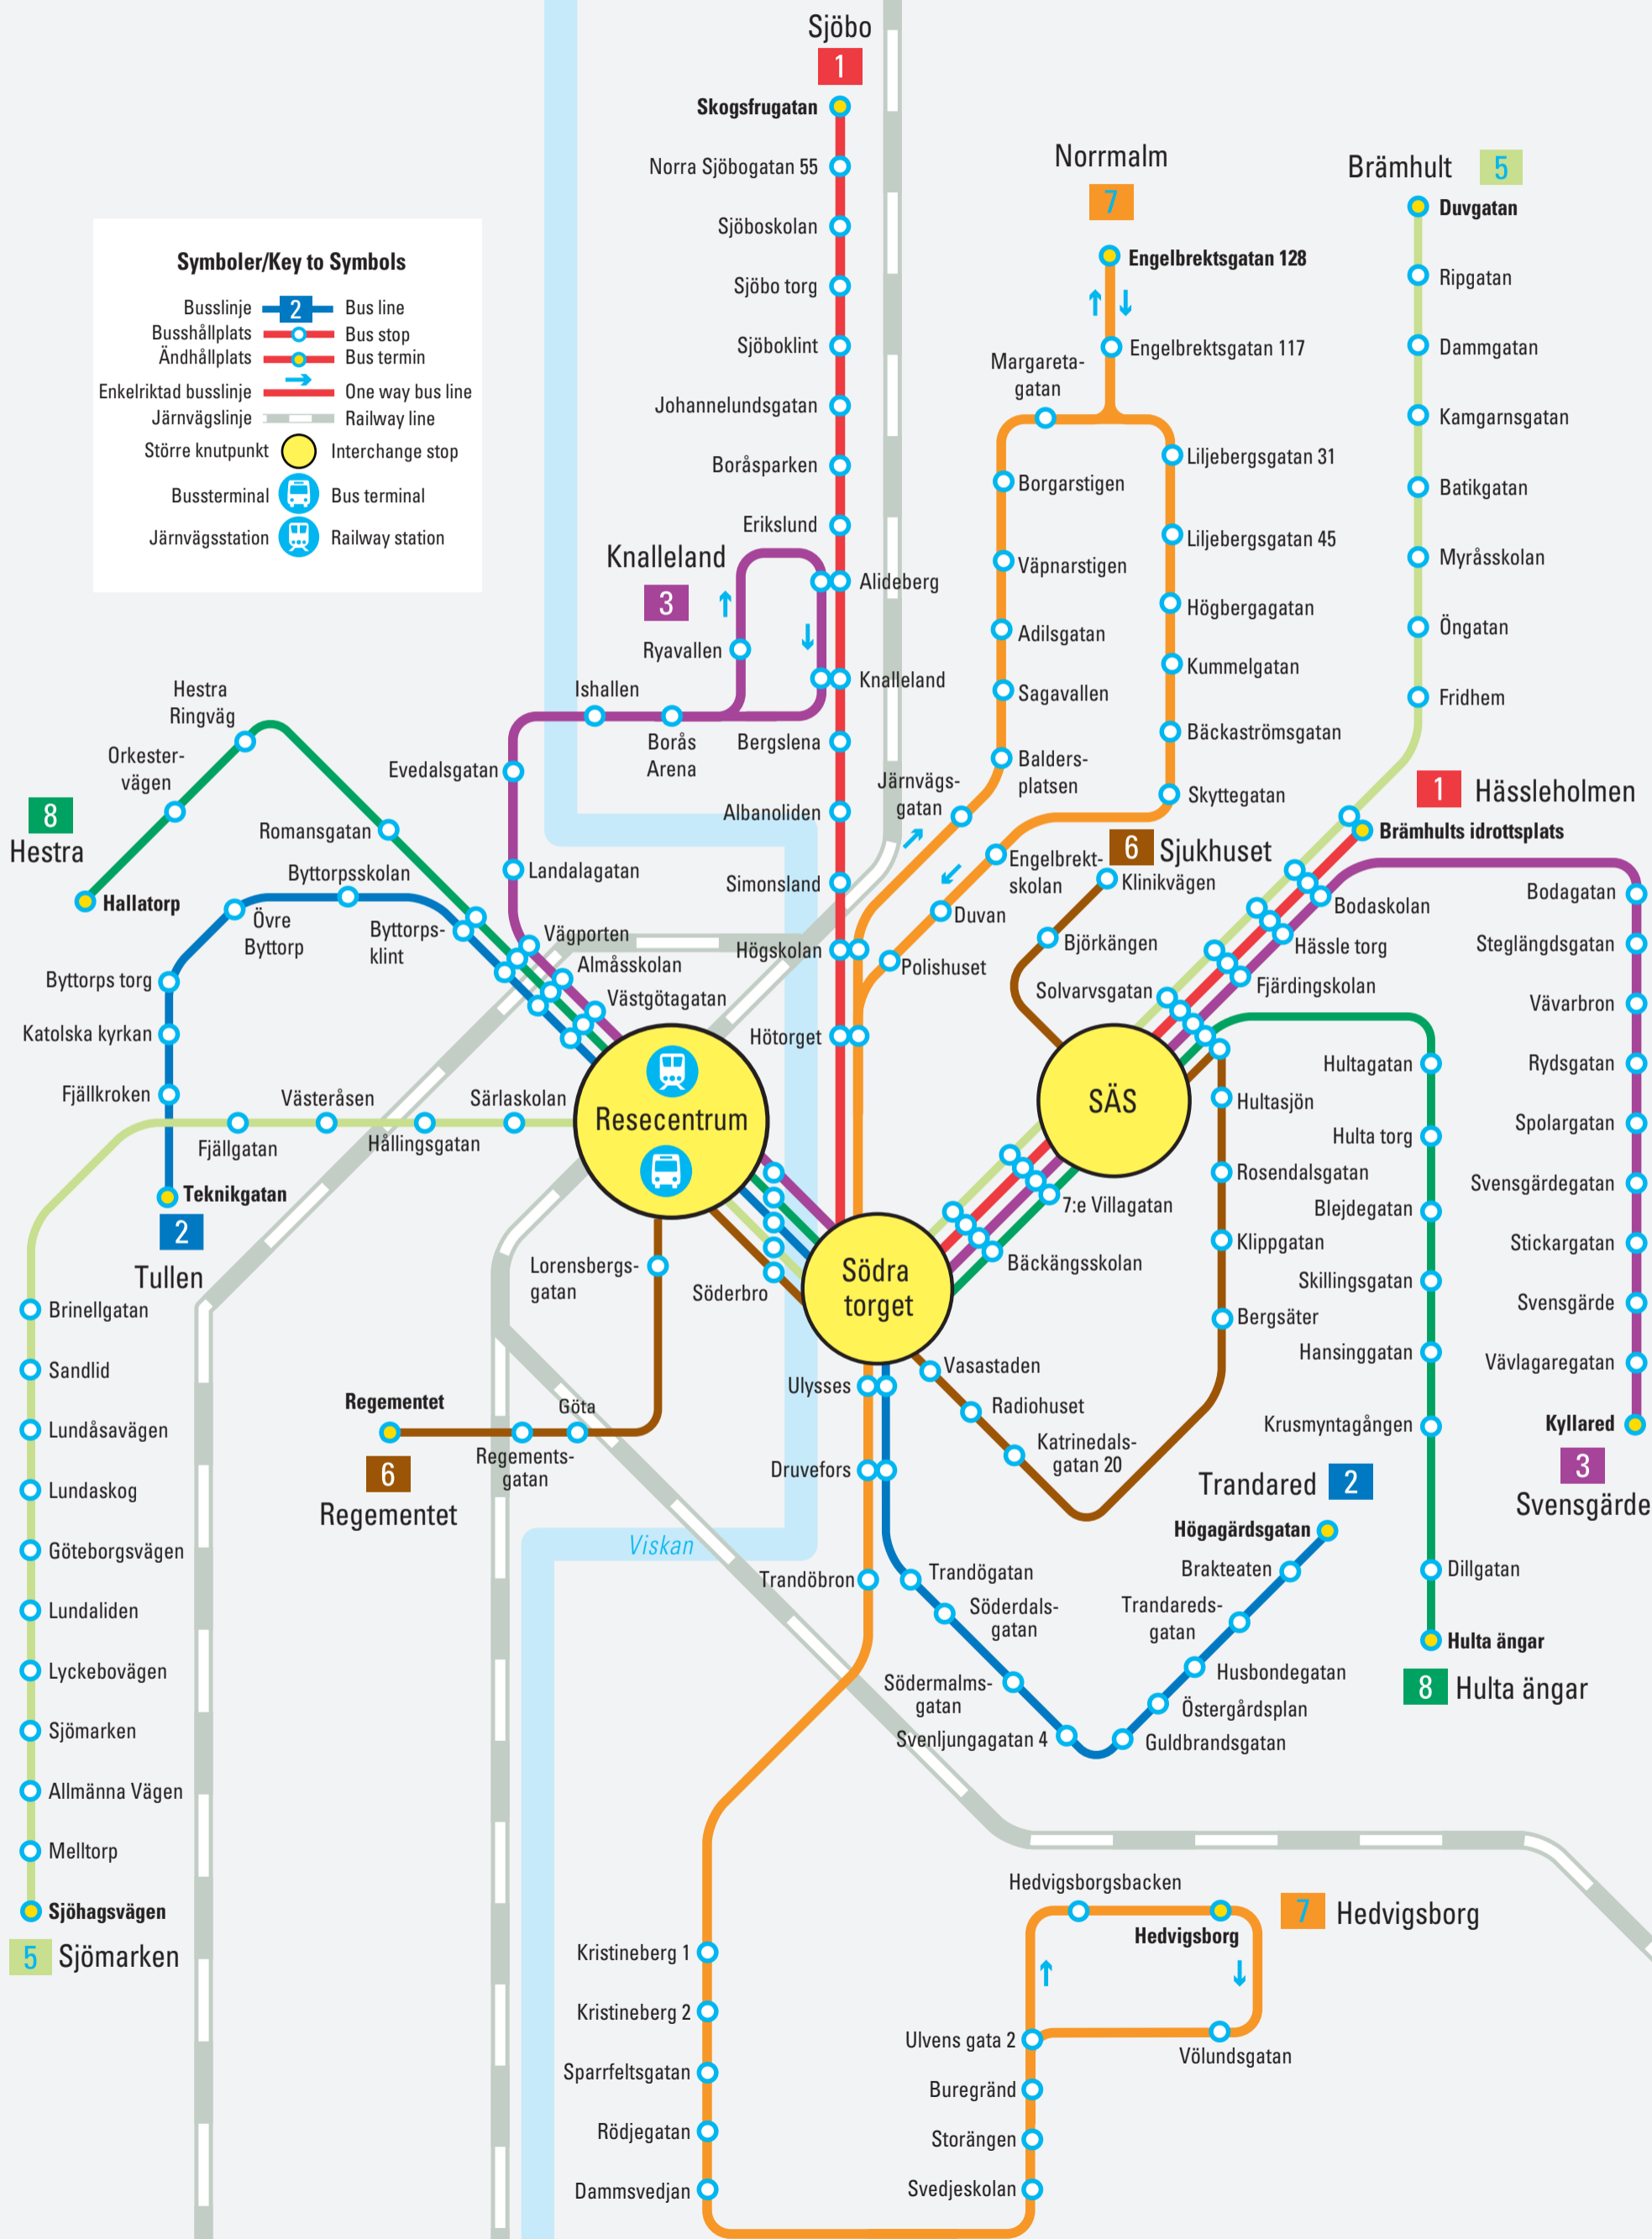 Sjöbo
1
Skogsfrugatan
Norra Sjöbogatan 55
Sjöboskolan
Sjöbo torg
Sjöboklint
Johannelundsgatan
Boråsparken
Erikslund
Alideberg
Knalleland
Bergslena
Albanoliden
Simonsland
Högskolan
Hötorget
Norrmalm
7
Engelbrektsgatan 128
Engelbrektsgatan 117
Margareta-
gatan
Borgarstigen
Väpnarstigen
Adilsgatan
Sagavallen
Balders-
platsen
Järnvägs-
gatan
Liljebergsgatan 31
Liljebergsgatan 45
Högbergagatan
Kummelgatan
Bäckaströmsgatan
Skyttegatan
Engelbrekt-
skolan
Duvan
Polishuset
Brämhult
5
Duvgatan
Ripgatan
Dammgatan
Kamgarnsgatan
Batikgatan
Myråsskolan
Öngatan
Fridhem
Symboler/Key to Symbols
Busslinje 2 Bus line
Busshållplats Bus stop
Ändhållplats Bus termin
Enkelriktad busslinje One way bus line
Järnvägslinje Railway line
Större knutpunkt Interchange stop
Bussterminal Bus terminal
Järnvägsstation Railway station
Knalleland
3
Ryavallen
Ishallen
Borås
Arena
Evedalsgatan
Landalagatan
Vägporten
Almåsskolan
Västgötagatan
Hestra
Ringväg
Orkester-
vägen
8
Hestra
Hallatorp
Romansgatan
Byttorpsskolan
Övre
Byttorp
Byttorps-
klint
Byttorps torg
Katolska kyrkan
Fjällkroken
Teknikgatan
2
Tullen
Fjällgatan
Västeråsen
Hållingsgatan
Särlaskolan
Resecentrum
1
Hässleholmen
Brämhults idrottsplats
6
Sjukhuset
Klinikvägen
Björkängen
Solvarvsgatan
Bodaskolan
Hässle torg
Fjärdingskolan
SÄS
Bodagatan
Steglängdsgatan
Vävarbron
Rydsgatan
Spolargatan
Svensgärdegatan
Stickargatan
Svensgärde
Vävlagaregatan
Kyllared
3
Svensgärde
Hultagatan
Hulta torg
Blejdegatan
Skillingsgatan
Hansinggatan
Krusmyntagången
Dillgatan
Hulta ängar
8
Hulta ängar
Hultasjön
Rosendalsgatan
Klippgatan
Bergsäter
7:e Villagatan
Bäckängsskolan
Södra
torget
Söderbro
Lorensbergs-
gatan
Göta
Regements-
gatan
Regementet
6
Regementet
Vasastaden
Radiohuset
Katrinedals-
gatan 20
Ulysses
Druvefors
Trandöbron
Viskan
Trandared
2
Högagärdsgatan
Brakteaten
Trandareds-
gatan
Husbondegatan
Östergårdsplan
Guldbrandsgatan
Svenljungagatan 4
Södermalms-
gatan
Söderdals-
gatan
Trandögatan
Brinellgatan
Sandlid
Lundåsavägen
Lundaskog
Göteborgsvägen
Lundaliden
Lyckebovägen
Sjömarken
Allmänna Vägen
Melltorp
Sjöhagsvägen
5
Sjömarken
Kristineberg 1
Kristineberg 2
Sparrfeltsgatan
Rödjegatan
Dammsvedjan
Hedvigsborgsbacken
Hedvigsborg
7
Hedvigsborg
Ulvens gata 2
Völundsgatan
Buregränd
Storängen
Svedjeskolan